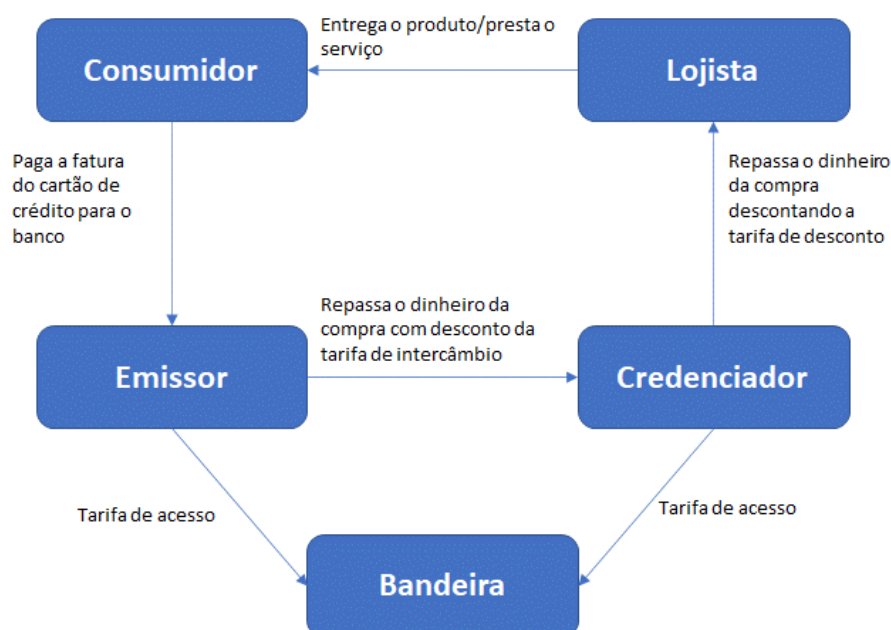 Entrega o produto/presta o
serviço
Consumidor
Lojista
Paga a fatura
do cartão de
crédito para o
banco
Repassa o dinheiro
da compra
descontando a
tarifa de desconto
Repassa o dinheiro da
compra com desconto da
tarifa de intercâmbio
Emissor
Credenciador
Tarifa de acesso
Tarifa de acesso
Bandeira